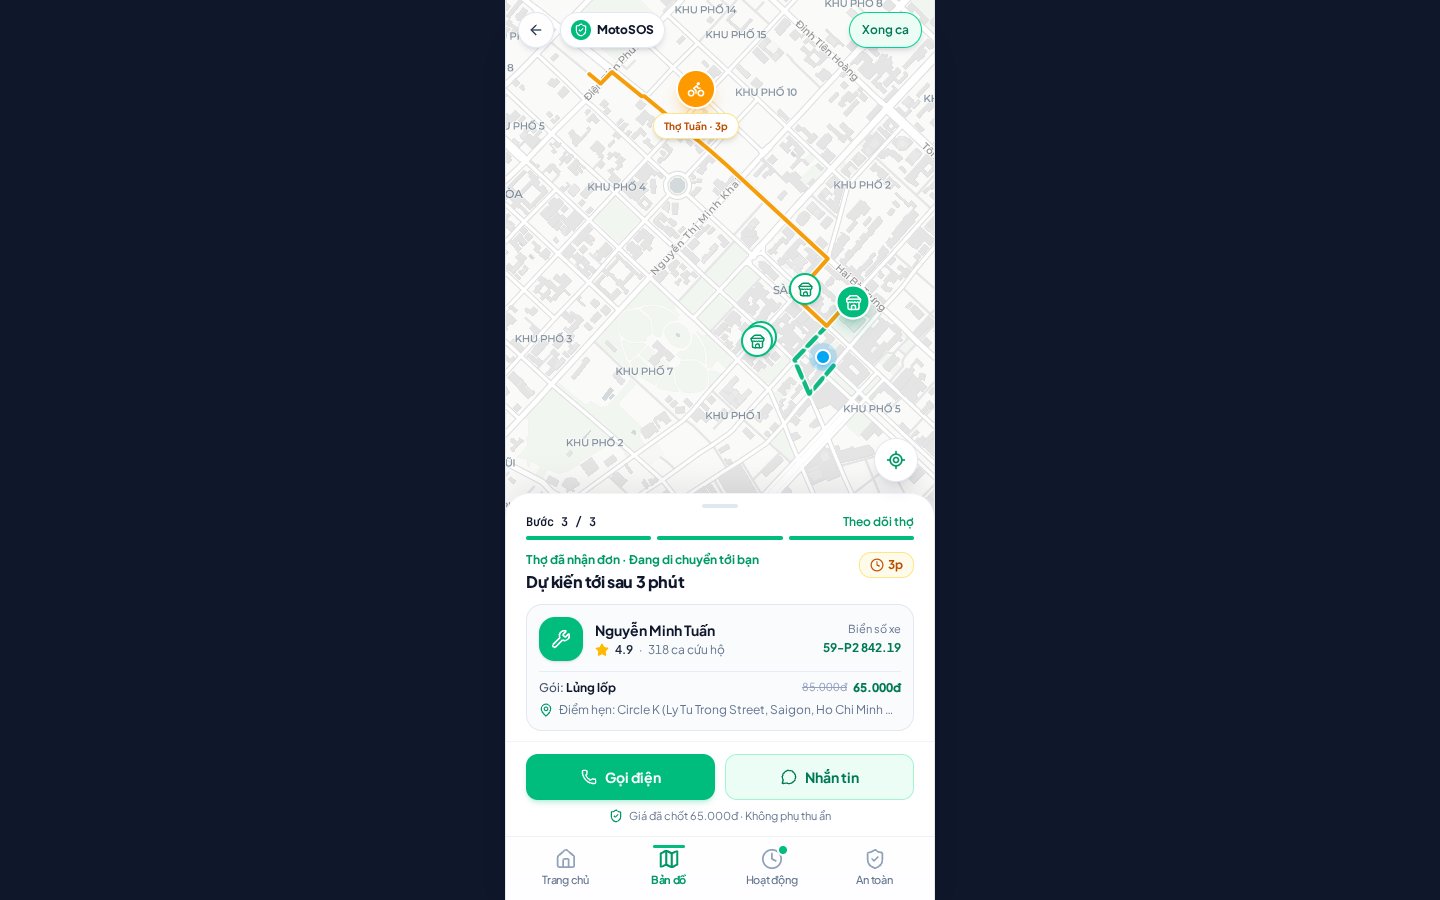 KHU PHỐ 14
KHU PHỐ 8
MotoSOS
Xong ca
KHU PHỐ 15
Đinh Tiên Hoàng
8
KHU PHỐ 10
Thợ Tuấn · 3p
KHU PHỐ 4
KHU PHỐ 2
Nguyễn Thị Minh Khai
KHU PHỐ 3
KHU PHỐ 7
KHU PHỐ 1
KHU PHỐ 5
KHU PHỐ 2
Bước 3 / 3
Theo dõi thợ
Thợ đã nhận đơn · Đang di chuyển tới bạn
3p
Dự kiến tới sau 3 phút
Nguyễn Minh Tuấn
Biển số xe
4.9 · 318 ca cứu hộ
59-P2 842.19
Gói: Lủng lốp
85.000đ 65.000đ
Điểm hẹn: Circle K (Ly Tu Trong Street, Saigon, Ho Chi Minh ...
Gọi điện
Nhắn tin
Giá đã chốt 65.000đ · Không phụ thu ẩn
Trang chủ
Bản đồ
Hoạt động
An toàn